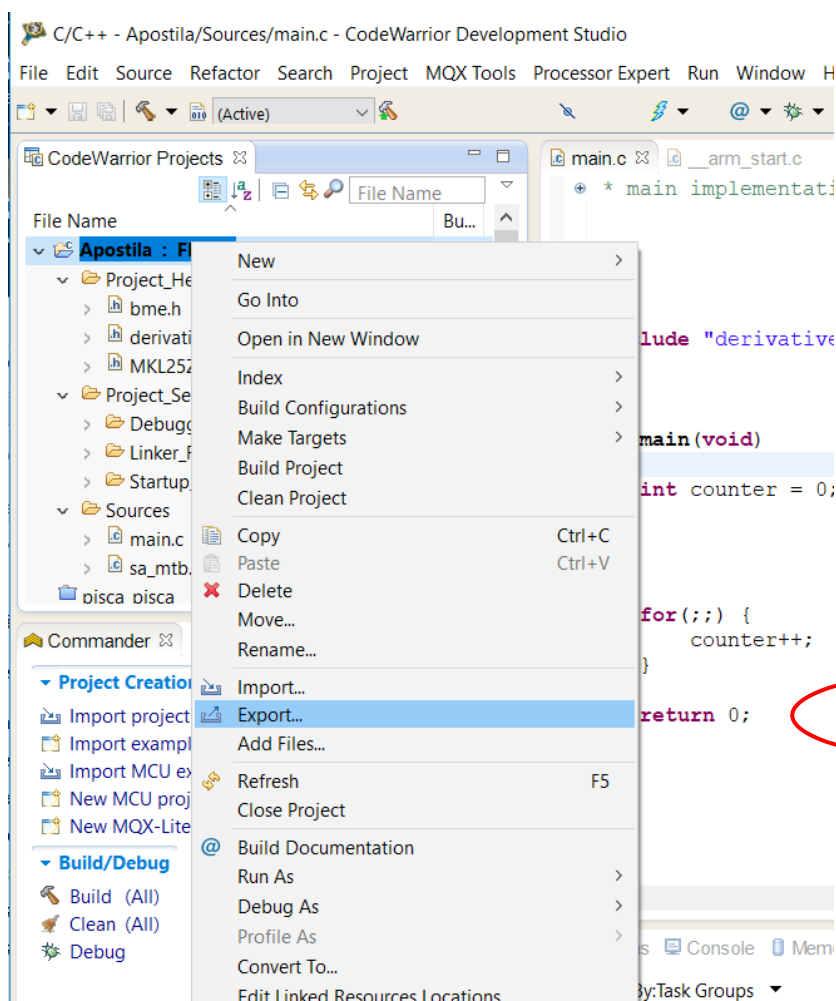 C/C++ - Apostila/Sources/main.c - CodeWarrior Development Studio
File Edit Source Refactor Search Project MQX Tools Processor Expert Run Window H
(Active)
CodeWarrior Projects
main.c
__arm_start.c
File Name
* main implementati
File Name Bu...
Apostila : F
Project_He
bme.h
derivati
MKL25Z
Project_Se
Debugg
Linker_F
Startup_
Sources
main.c
sa_mtb.
pisca_pisca
New
Go Into
Open in New Window
Index
Build Configurations
Make Targets
Build Project
Clean Project
Copy Ctrl+C
Paste Ctrl+V
Delete
Move...
Rename...
Import...
Export...
Add Files...
Refresh F5
Close Project
Build Documentation
Run As
Debug As
Profile As
Convert To...
Edit Linked Resources Locations
lude "derivative
main(void)
int counter = 0;
for(;;) {
counter++;
}
return 0;
Commander
Project Creation
Import project
Import exampl
Import MCU ex
New MCU proj
New MQX-Lite
Build/Debug
Build (All)
Clean (All)
Debug
s Console Mem
By:Task Groups